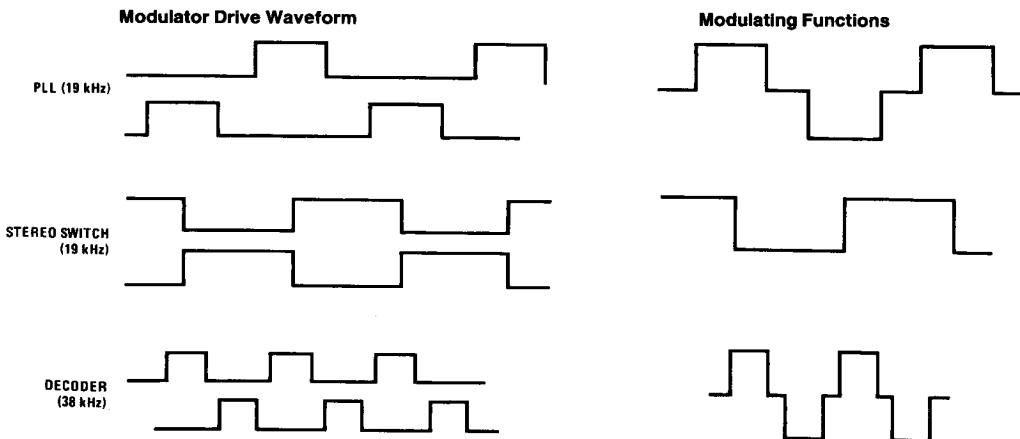 Modulator Drive Waveform
Modulating Functions
PLL (19 kHz)
STEREO SWITCH
(19 kHz)
DECODER
(38 kHz)